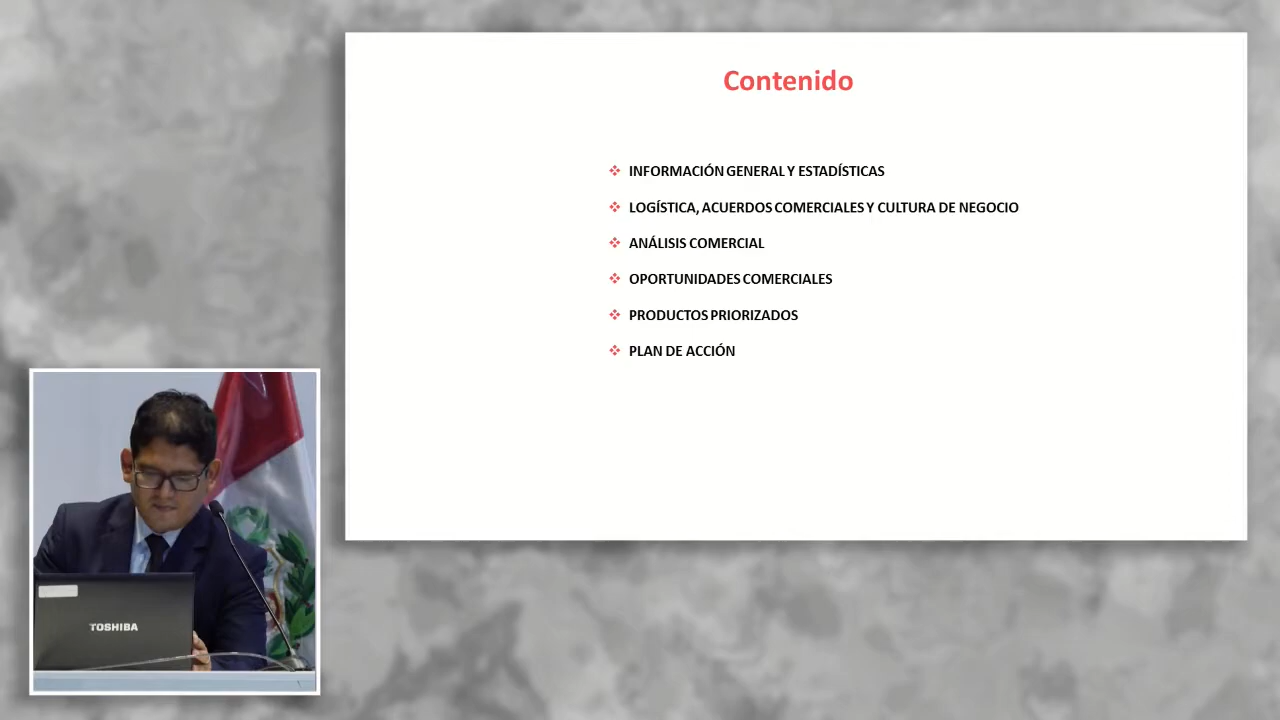 Contenido
INFORMACIÓN GENERAL Y ESTADÍSTICAS
LOGÍSTICA, ACUERDOS COMERCIALES Y CULTURA DE NEGOCIO
ANÁLISIS COMERCIAL
OPORTUNIDADES COMERCIALES
PRODUCTOS PRIORIZADOS
PLAN DE ACCIÓN
TOSHIBA